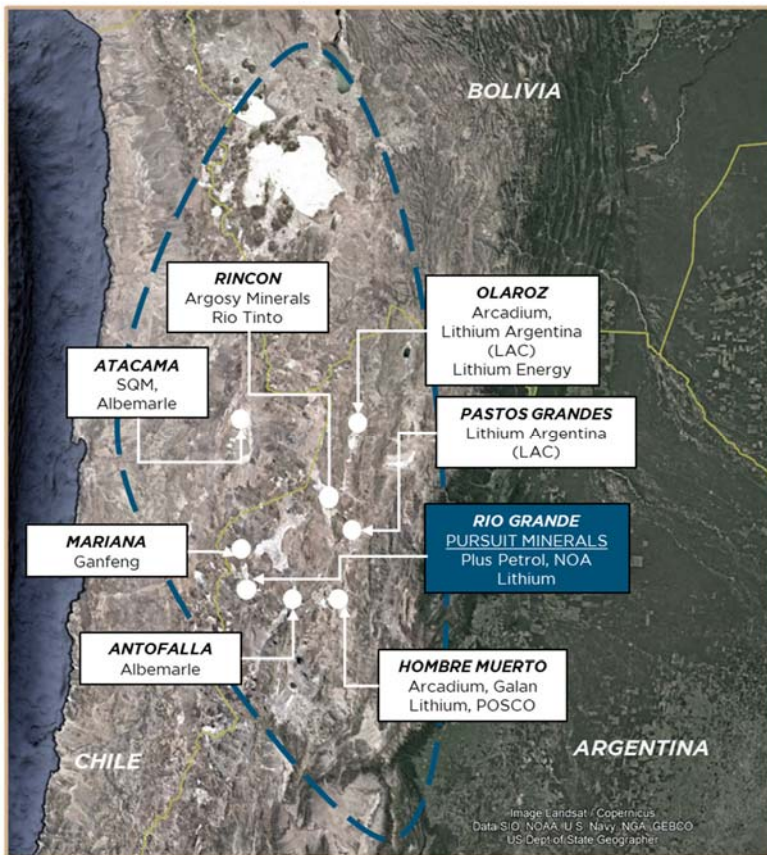 BOLIVIA
RINCON
Argosy Minerals
Rio Tinto
OLAROZ
Arcadium,
Lithium Argentina
(LAC)
Lithium Energy
ATACAMA
SQM,
Albemarle
PASTOS GRANDES
Lithium Argentina
(LAC)
RIO GRANDE
PURSUIT MINERALS
Plus Petrol, NOA
Lithium
MARIANA
Ganfeng
ANTOFALLA
Albemarle
HOMBRE MUERTO
Arcadium, Galan
Lithium, POSCO
CHILE
ARGENTINA
Image Landsat / Copernicus
Data SIO, NOAA, U.S. Navy, NGA, GEBCO
US Dept of State Geographer